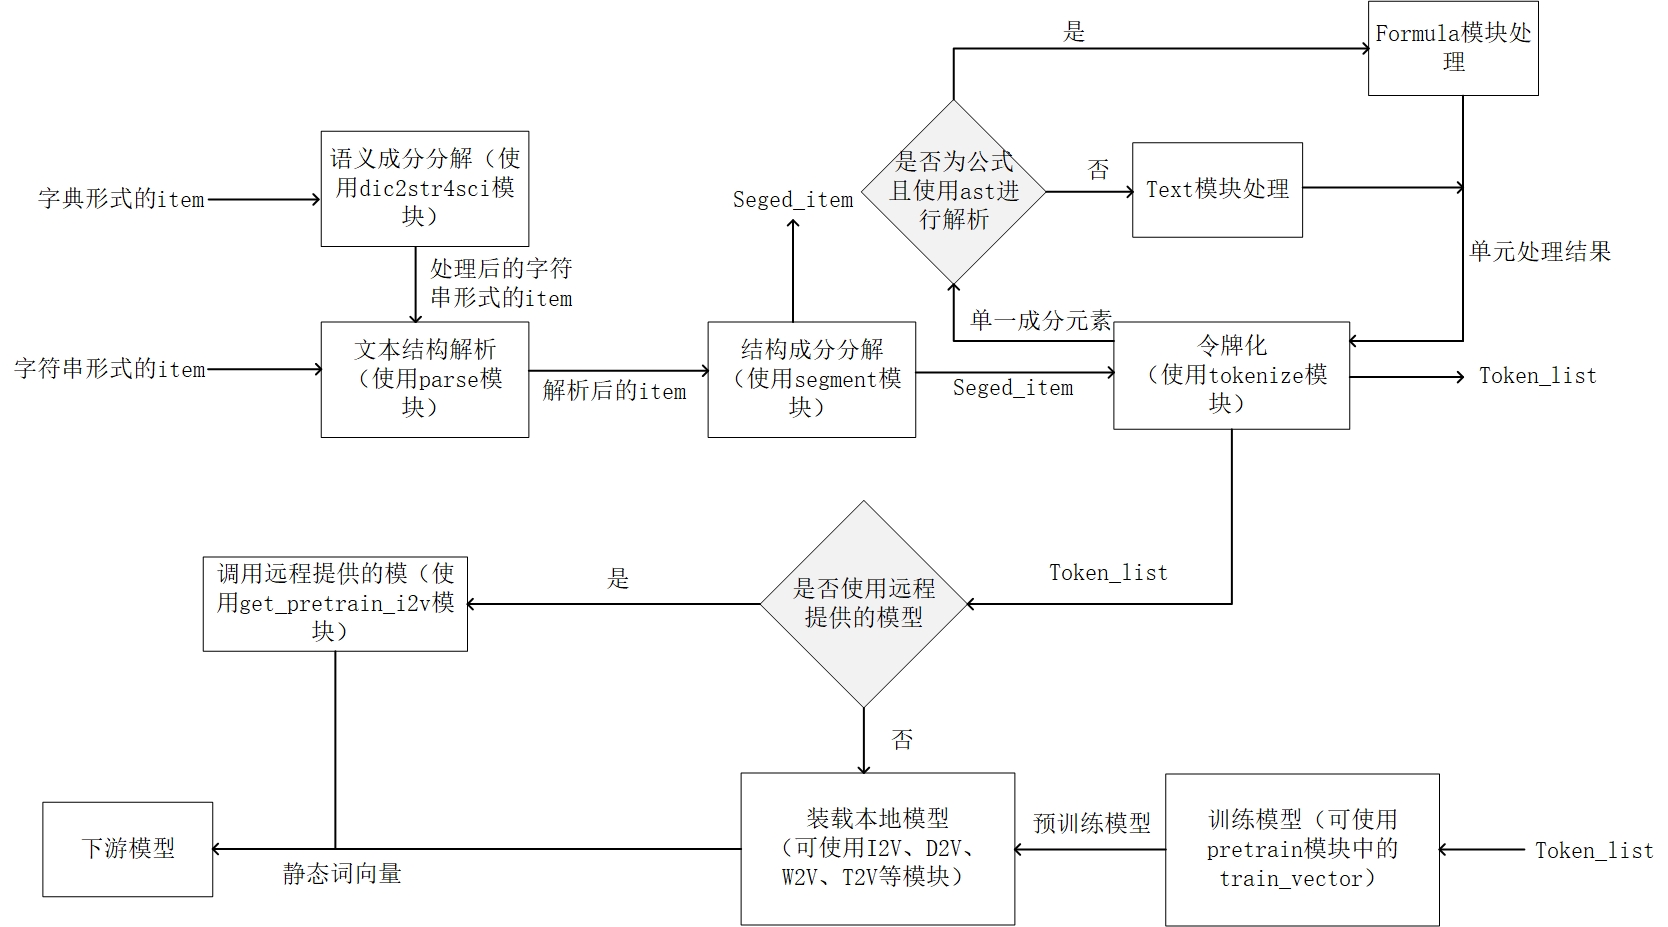 是
Formula模块处
理
语义成分分解（使
用dic2str4sci模
块）
字典形式的item
是否为公式
且使用ast进
行解析
否
Text模块处理
Seged_item
单元处理结果
处理后的字符
串形式的item
单一成分元素
字符串形式的item
文本结构解析
（使用parse模
块）
解析后的item
结构成分分解
（使用segment模
块）
Seged_item
令牌化
（使用tokenize模
块）
Token_list
调用远程提供的模（使
用get_pretrain_i2v模
块）
是
是否使用远程
提供的模型
Token_list
否
下游模型
静态词向量
装载本地模型
（可使用I2V、D2V、
W2V、T2V等模块）
预训练模型
训练模型（可使用
pretrain模块中的
train_vector）
Token_list